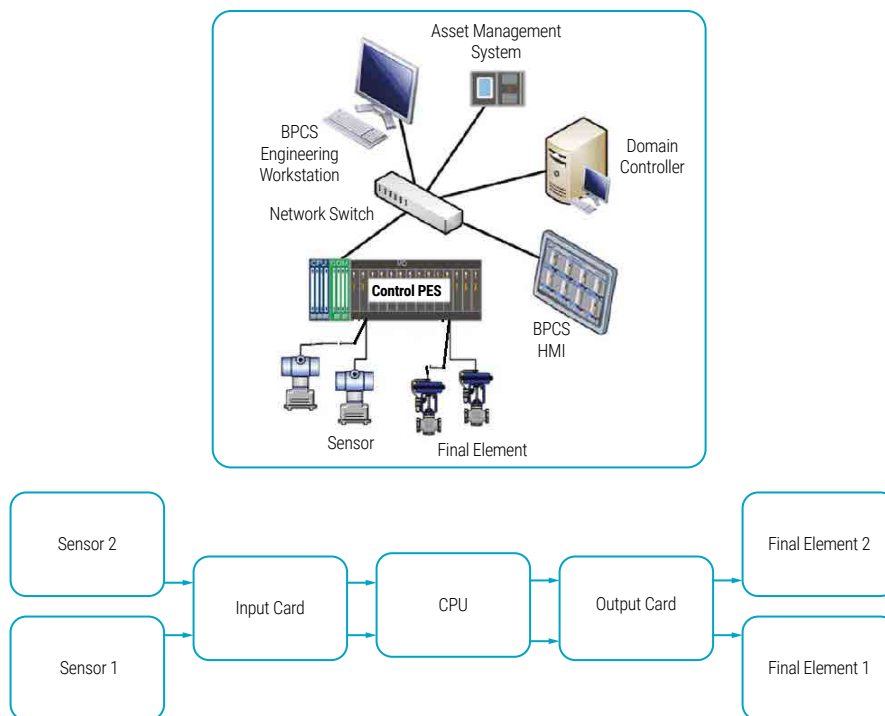 Asset Management
System
BPCS
Engineering
Workstation
Domain
Controller
Network Switch
CPU
COM
I/O
Control PES
BPCS
HMI
Sensor
Final Element
Sensor 2
Final Element 2
Input Card
CPU
Output Card
Sensor 1
Final Element 1